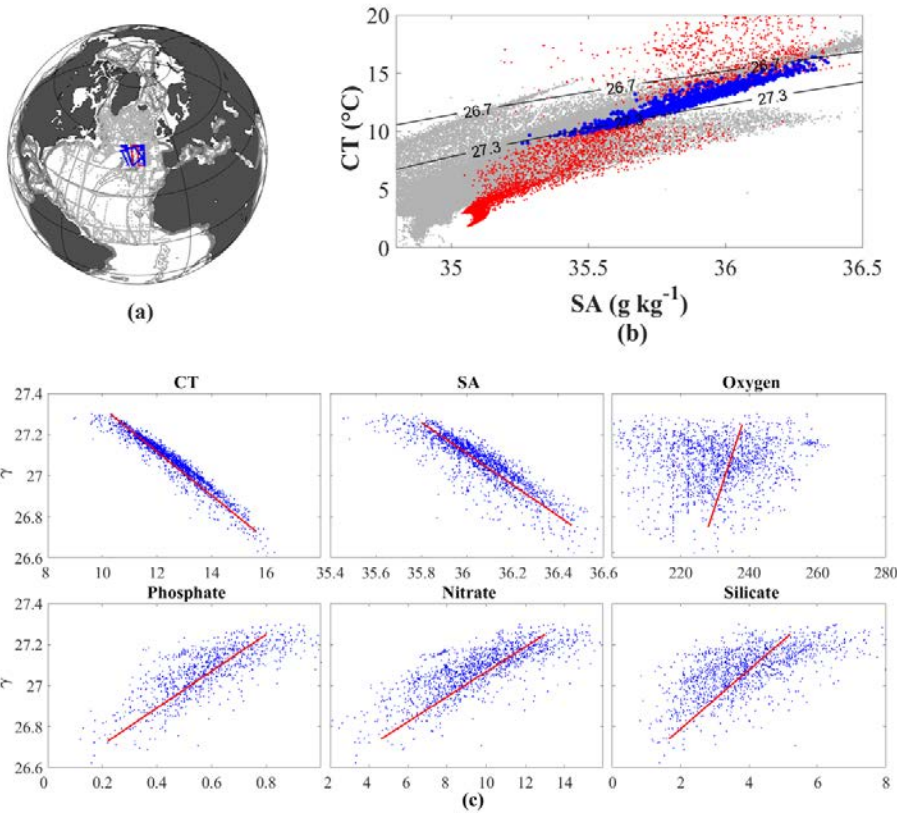 (a)
20
15
10
5
0
CT (°C)
26.7
26.7
26.7
27.3
27.3
35
35.5
36
36.5
SA (g kg-1)
(b)
CT
SA
Oxygen
27.4
27.2
27
26.8
26.6
γ
8 10 12 14 16 18
35.4 35.6 35.8 36 36.2 36.4 36.6
220 240 260 280
Phosphate
Nitrate
Silicate
27.4
27.2
27
26.8
26.6
γ
0 0.2 0.4 0.6 0.8
2 4 6 8 10 12 14
0 2 4 6 8
(c)